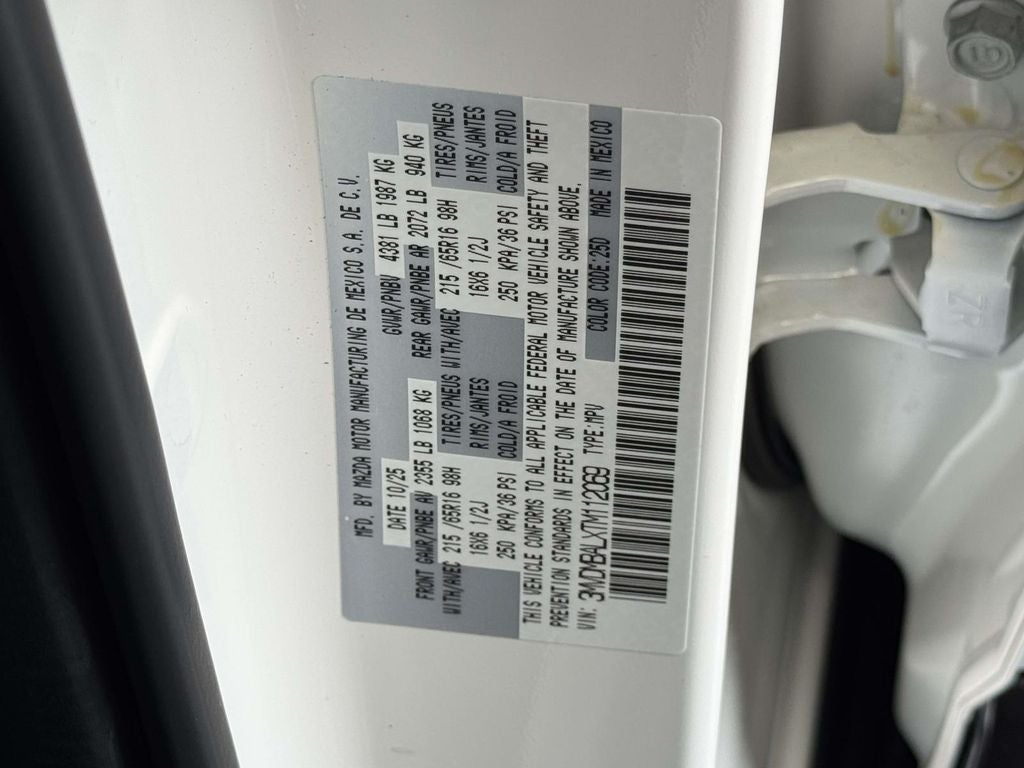 MFD. BY MAZDA MOTOR MANUFACTURING DE MEXICO S.A. DE C.V.
DATE 10/25 GVWR/PNBV 4381 LB 1987 KG
FRONT GAWR/PNBE AV 2355 LB 1068 KG REAR GAWR/PNBE AR 2072 LB 940 KG
WITH/AVEC 215 /65R16 98H TIRES/PNEUS WITH/AVEC 215 /65R16 98H TIRES/PNEUS
16X6 1/2J RIMS/JANTES 16X6 1/2J RIMS/JANTES
250 KPA/36 PSI COLD/A FROID 250 KPA/36 PSI COLD/A FROID
THIS VEHICLE CONFORMS TO ALL APPLICABLE FEDERAL MOTOR VEHICLE SAFETY AND THEFT
PREVENTION STANDARDS IN EFFECT ON THE DATE OF MANUFACTURE SHOWN ABOVE.
VIN: 3MVDMBALXTM112069 TYPE:MPV COLOR CODE:25D MADE IN MEXICO
ZR